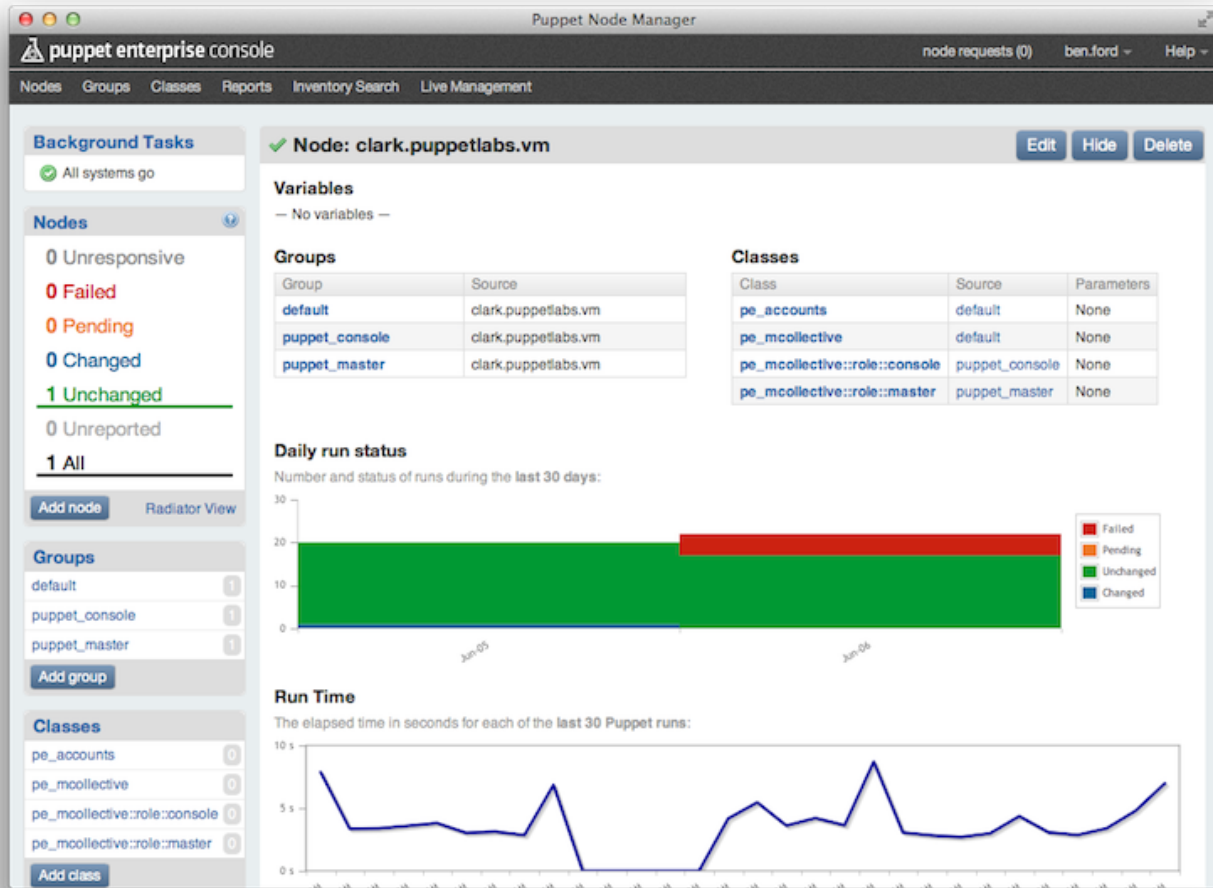 Puppet Node Manager
puppet enterprise console
node requests (0) ben.ford Help
Nodes Groups Classes Reports Inventory Search Live Management
Background Tasks
All systems go
Nodes
0 Unresponsive
0 Failed
0 Pending
0 Changed
1 Unchanged
0 Unreported
1 All
Add node Radiator View
Groups
default 1
puppet_console 1
puppet_master 1
Add group
Classes
pe_accounts 0
pe_mcollective 0
pe_mcollective::role::console 0
pe_mcollective::role::master 0
Add class
Node: clark.puppetlabs.vm
Edit Hide Delete
Variables
— No variables —
Groups
Group Source
default clark.puppetlabs.vm
puppet_console clark.puppetlabs.vm
puppet_master clark.puppetlabs.vm
Classes
Class Source Parameters
pe_accounts default None
pe_mcollective default None
pe_mcollective::role::console puppet_console None
pe_mcollective::role::master puppet_master None
Daily run status
Number and status of runs during the last 30 days:
30
20
10
0
Jun-05 Jun-06
Failed
Pending
Unchanged
Changed
Run Time
The elapsed time in seconds for each of the last 30 Puppet runs:
10 s
5 s
0 s